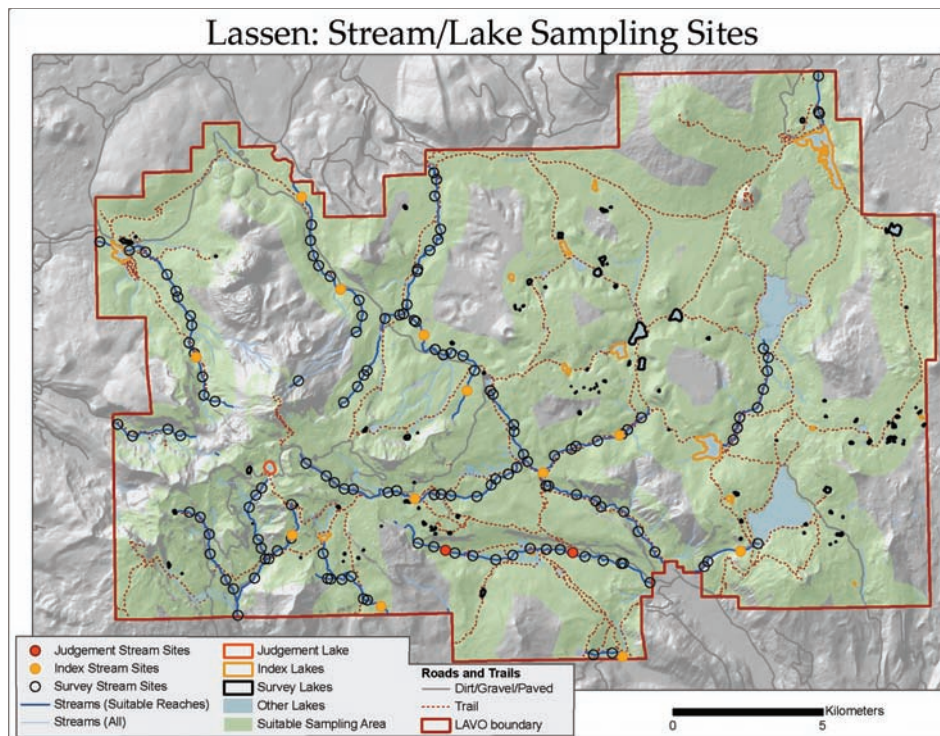 Lassen: Stream/Lake Sampling Sites
Judgement Stream Sites
Index Stream Sites
Survey Stream Sites
Streams (Suitable Reaches)
Streams (All)
Judgement Lake
Index Lakes
Survey Lakes
Other Lakes
Suitable Sampling Area
Roads and Trails
Dirt/Gravel/Paved
Trail
LAVO boundary
Kilometers
0 5